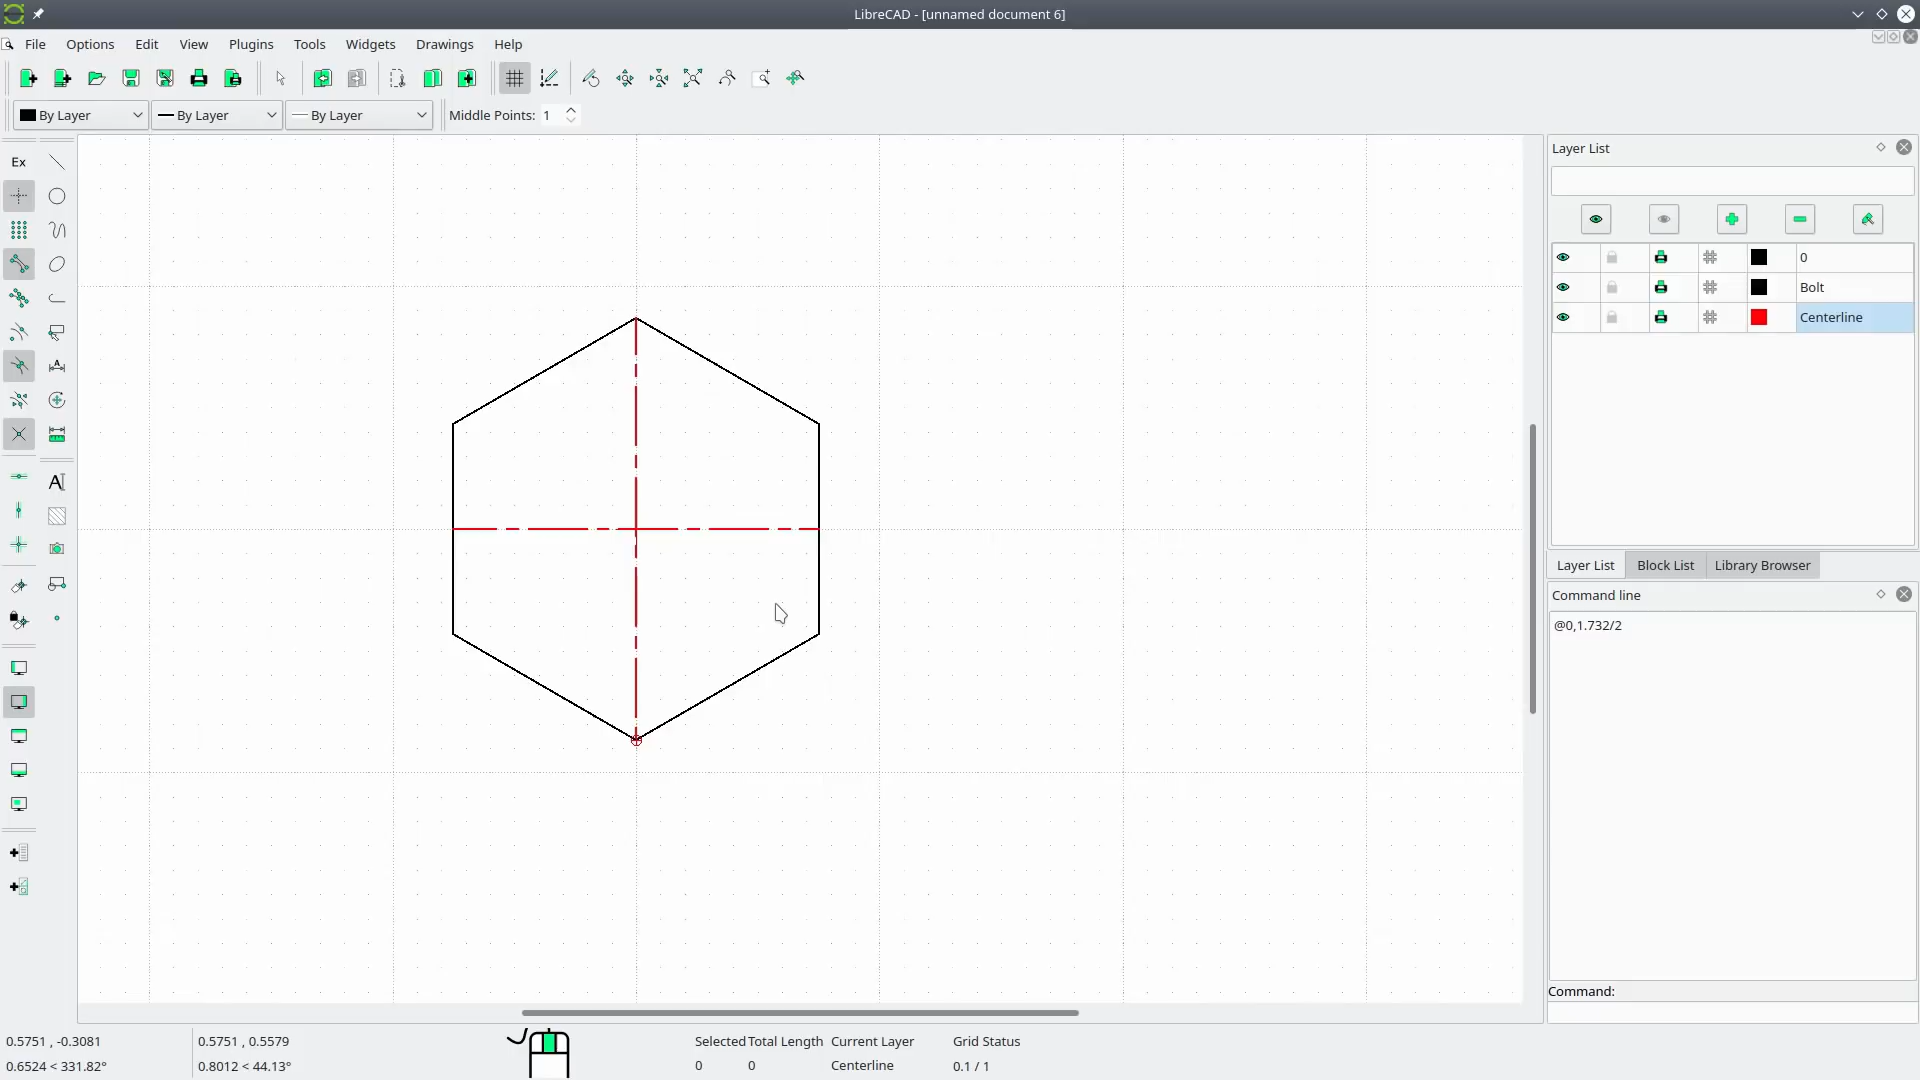 LibreCAD - [unnamed document 6]
File Options Edit View Plugins Tools Widgets Drawings Help
By Layer By Layer By Layer Middle Points: 1
Ex
A
Layer List
0
Bolt
Centerline
Layer List Block List Library Browser
Command line
@0,1.732/2
Command:
0.5751 , -0.3081 0.5751 , 0.5579 Selected Total Length Current Layer Grid Status
0.6524 < 331.82° 0.8012 < 44.13° 0 0 Centerline 0.1 / 1